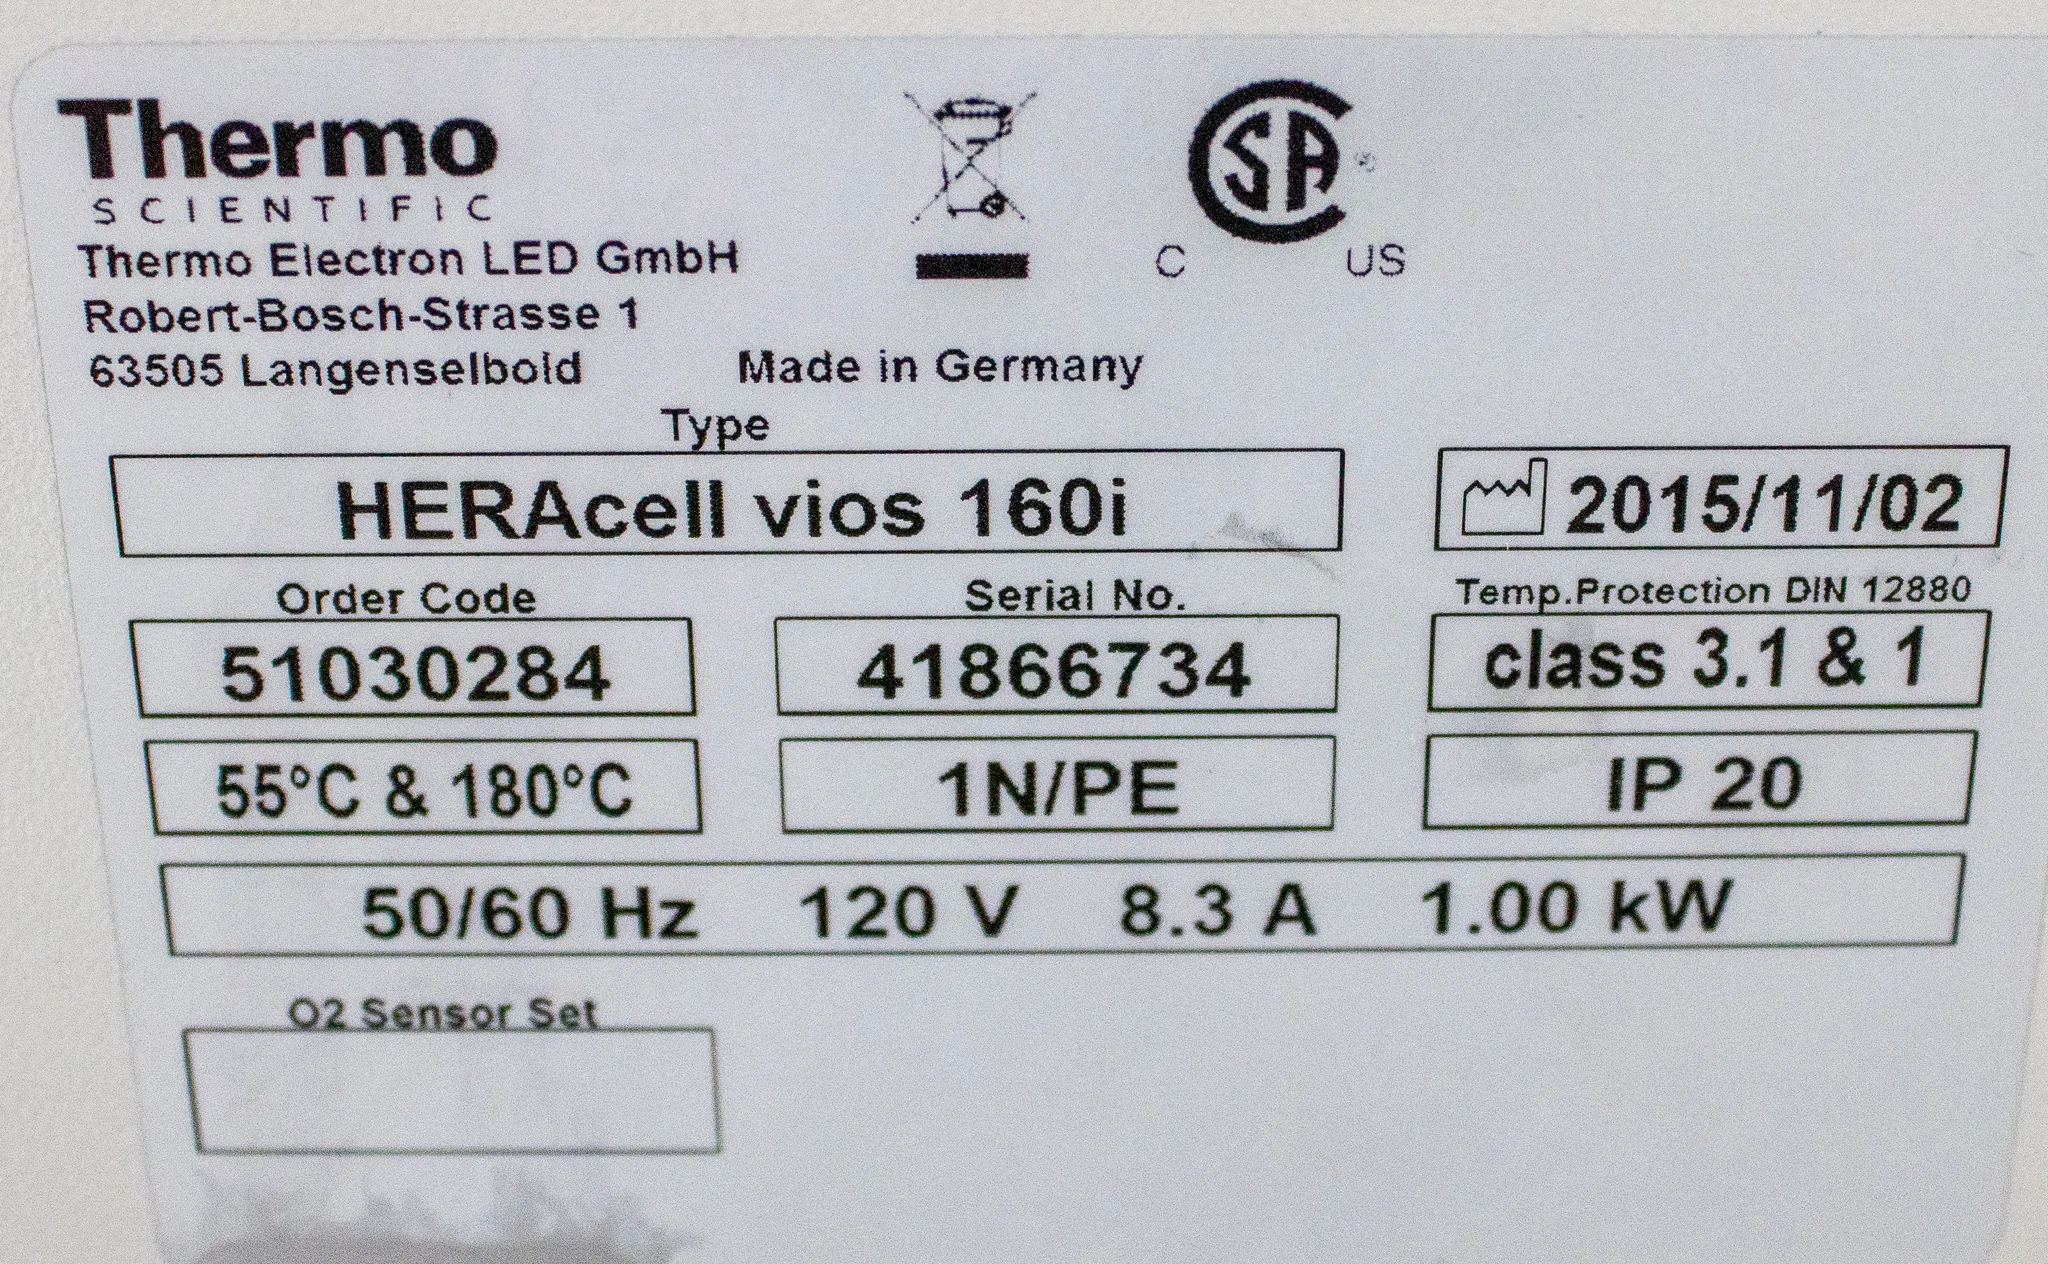 Thermo
SCIENTIFIC
Thermo Electron LED GmbH
Robert-Bosch-Strasse 1
63505 Langenselbold Made in Germany
SA ®
C US
Type
HERAcell vios 160i 2015/11/02
Order Code Serial No. Temp.Protection DIN 12880
51030284 41866734 class 3.1 & 1
55°C & 180°C 1N/PE IP 20
50/60 Hz 120 V 8.3 A 1.00 kW
O2 Sensor Set